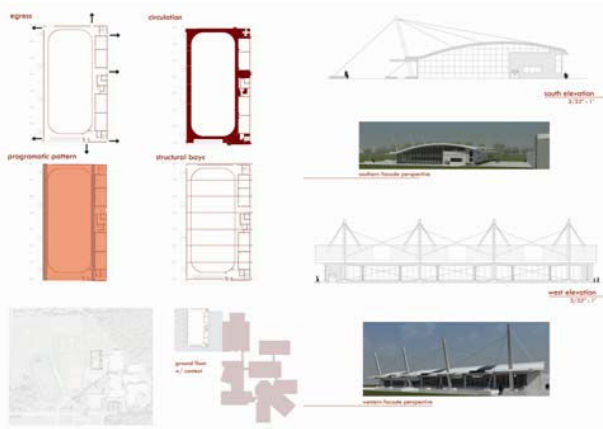 egress
circulation
south elevation
3/32" - 1'
southern facade perspective
programatic pattern
structural bays
west elevation
3/32" - 1'
ground floor
w/ context
western facade perspective